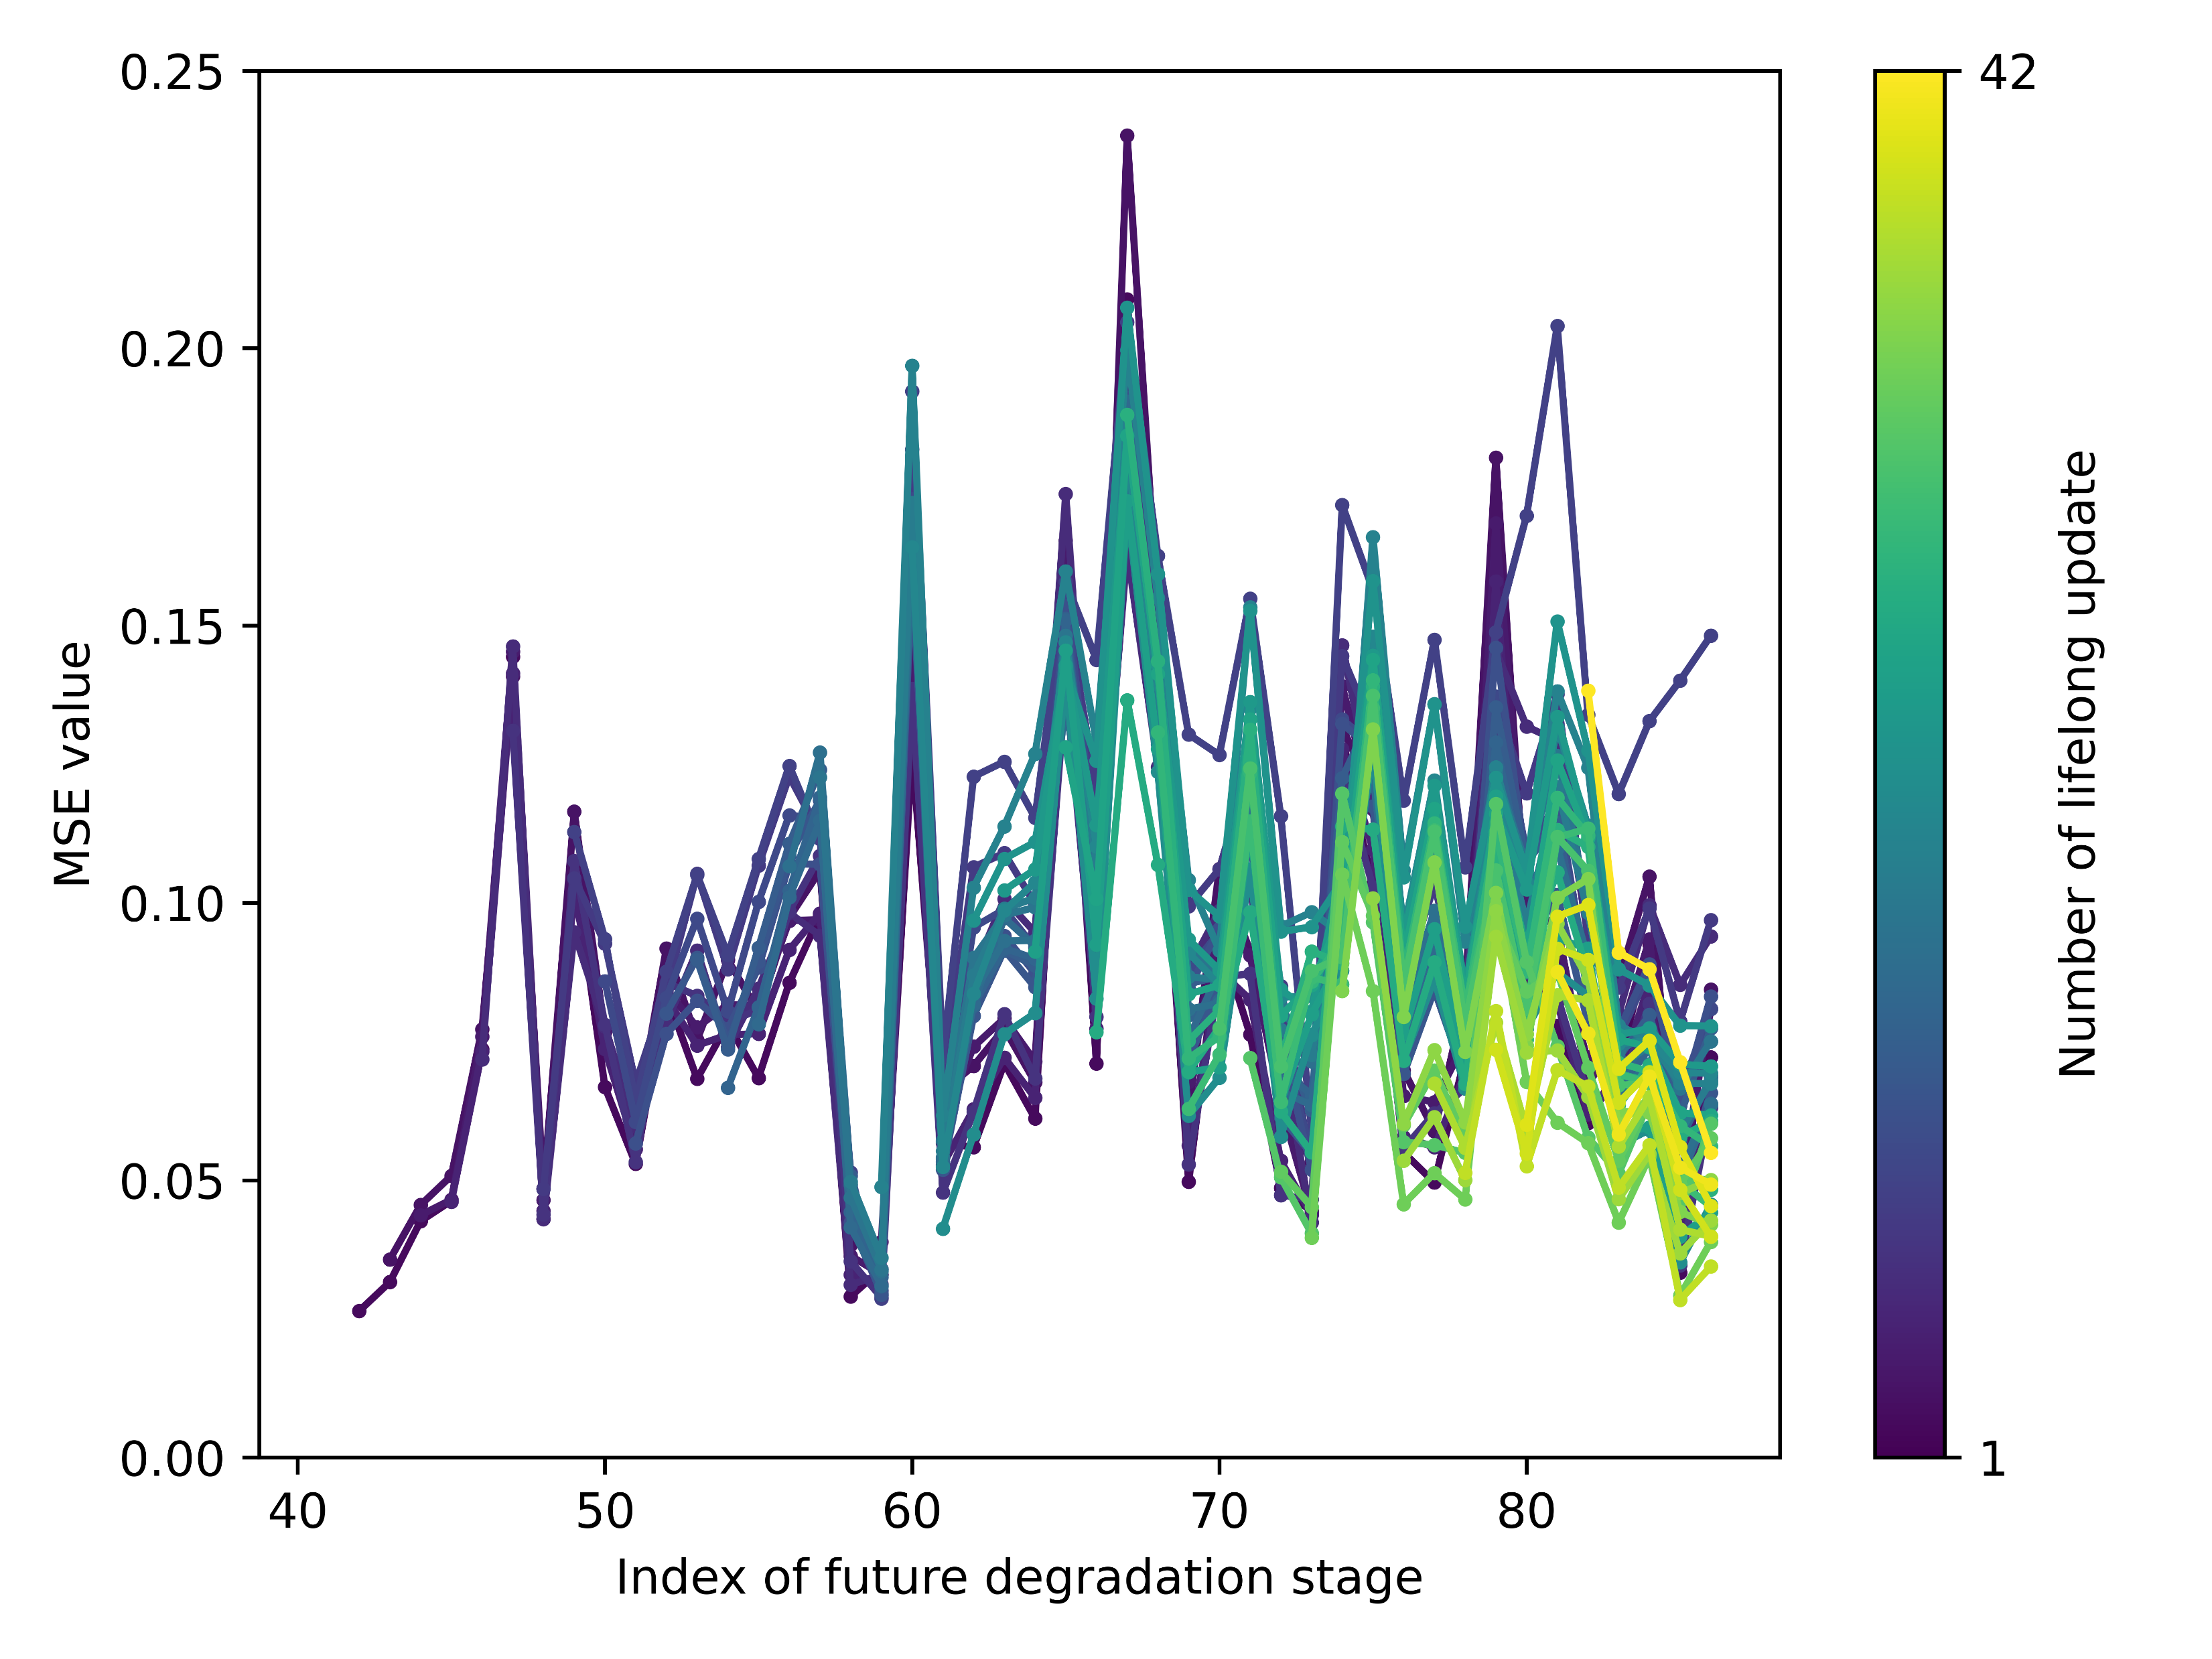 0.25
0.20
0.15
0.10
0.05
0.00
MSE value
40 50 60 70 80
Index of future degradation stage
42
1
Number of lifelong update